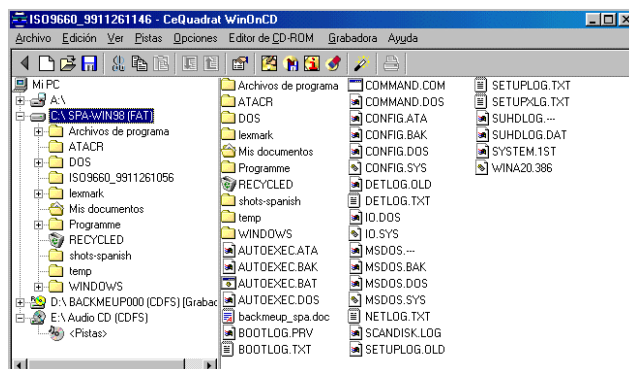 ISO9660_9911261146 - CeQuadrat WinOnCD
Archivo Edición Ver Pistas Opciones Editor de CD-ROM Grabadora Ayuda
Mi PC
A:\
C:\ SPA-WIN98 (FAT)
Archivos de programa
ATACR
DOS
ISO9660_9911261056
lexmark
Mis documentos
Programme
RECYCLED
shots-spanish
temp
WINDOWS
D:\ BACKMEUP000 (CDFS) [Grabac
E:\ Audio CD (CDFS)
<Pistas>
Archivos de programa
ATACR
DOS
lexmark
Mis documentos
Programme
RECYCLED
shots-spanish
temp
WINDOWS
AUTOEXEC.ATA
AUTOEXEC.BAK
AUTOEXEC.BAT
AUTOEXEC.DOS
backmeup_spa.doc
BOOTLOG.PRV
BOOTLOG.TXT
COMMAND.COM
COMMAND.DOS
CONFIG.ATA
CONFIG.BAK
CONFIG.DOS
CONFIG.SYS
DETLOG.OLD
DETLOG.TXT
IO.DOS
IO.SYS
MSDOS.---
MSDOS.BAK
MSDOS.DOS
MSDOS.SYS
NETLOG.TXT
SCANDISK.LOG
SETUPLOG.OLD
SETUPLOG.TXT
SETUPXLG.TXT
SUHDLOG.---
SUHDLOG.DAT
SYSTEM.1ST
WINA20.386